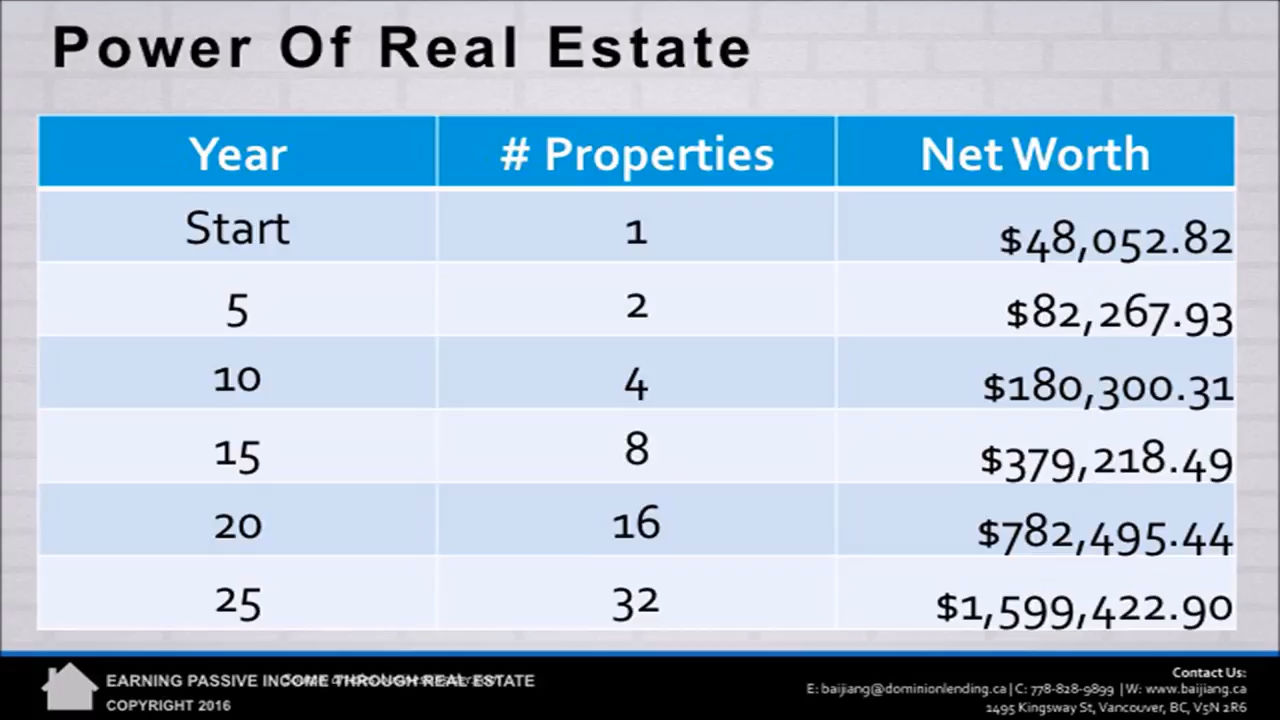 Power Of Real Estate
Year # Properties Net Worth
Start 1 $48,052.82
5 2 $82,267.93
10 4 $180,300.31
15 8 $379,218.49
20 16 $782,495.44
25 32 $1,599,422.90
EARNING PASSIVE INCOME THROUGH REAL ESTATE
COPYRIGHT 2016
Contact Us:
E: baijiang@dominionlending.ca | C: 778-828-9899 | W: www.baijiang.ca
1495 Kingsway St, Vancouver, BC, V5N 2R6